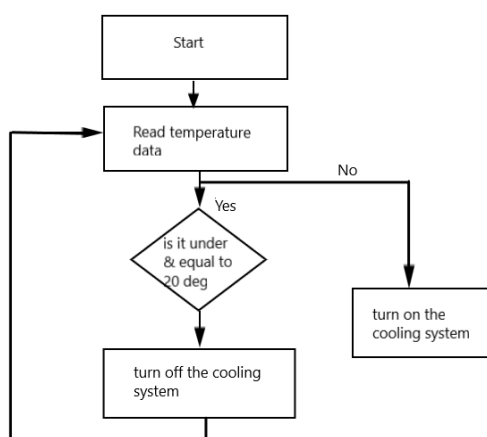 Start
Read temperature
data
No
Yes
is it under
& equal to
20 deg
turn on the
cooling system
turn off the cooling
system